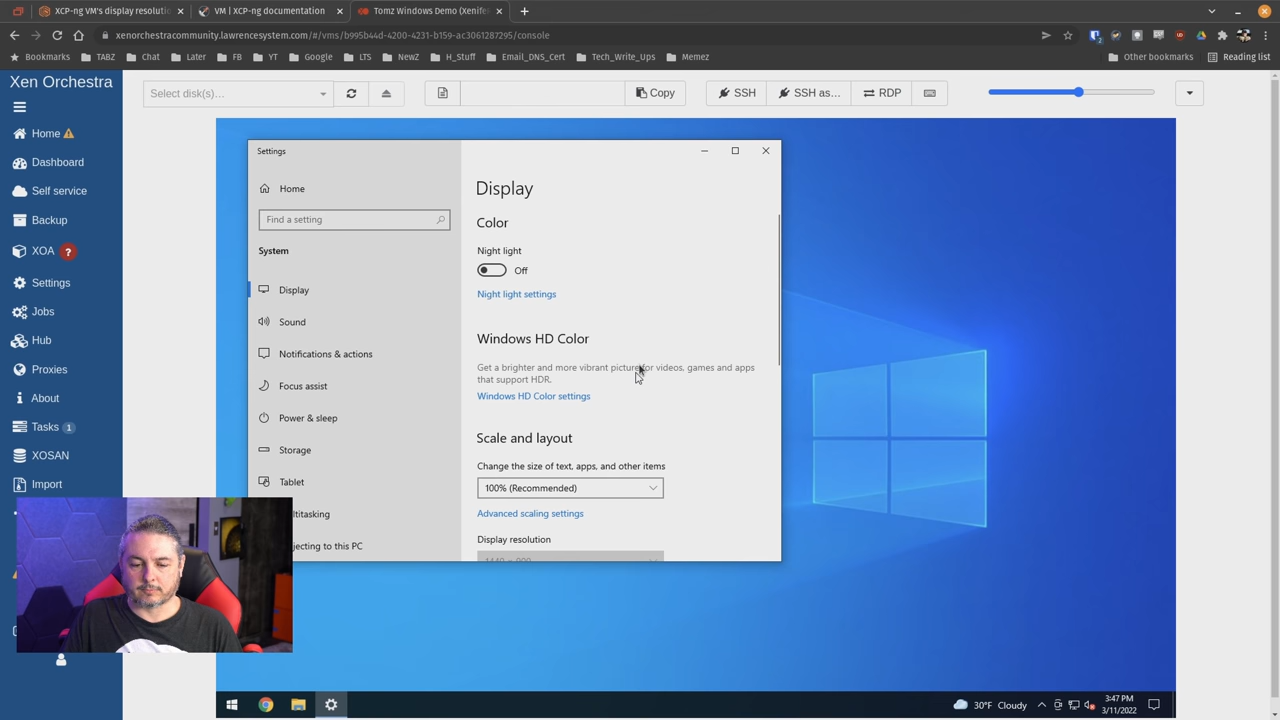 XCP-ng VM's display resolutio
VM | XCP-ng documentation
Tomz Windows Demo (Xenifer
xenorchestracommunity.lawrencesystem.com/#/vms/b995b44d-4200-4231-b159-ac3061287295/console
Bookmarks
TABZ
Chat
Later
FB
YT
Google
LTS
NewZ
H_Stuff
Email_DNS_Cert
Tech_Write_Ups
Memez
Other bookmarks
Reading list
Xen Orchestra
Home
Dashboard
Self service
Backup
XOA ?
Settings
Jobs
Hub
Proxies
About
Tasks 1
XOSAN
Import
Select disk(s)…
Copy
SSH
SSH as…
RDP
Settings
Home
Find a setting
System
Display
Sound
Notifications & actions
Focus assist
Power & sleep
Storage
Tablet
ltitasking
jecting to this PC
Display
Color
Night light
Off
Night light settings
Windows HD Color
Get a brighter and more vibrant picture for videos, games and apps
that support HDR.
Windows HD Color settings
Scale and layout
Change the size of text, apps, and other items
100% (Recommended)
Advanced scaling settings
Display resolution
30°F Cloudy
3:47 PM
3/11/2022